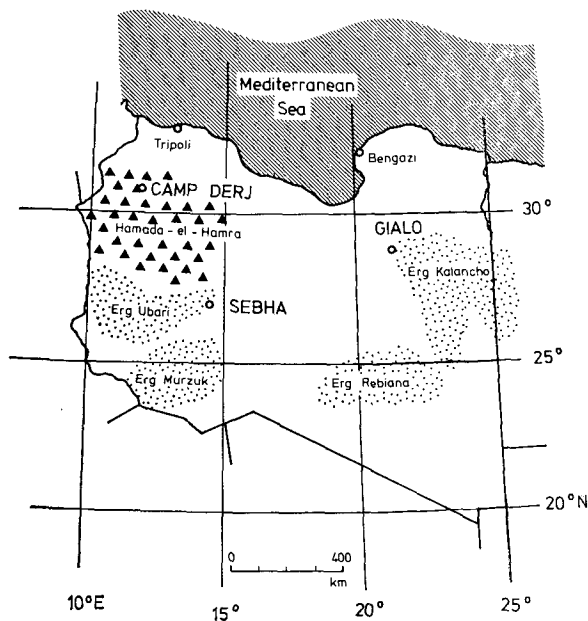 Mediterranean
Sea
Tripoli
Bengazi
CAMP DERJ
30°
Hamada-el-Hamra
GIALO
Erg Kalancho
Erg Ubari
SEBHA
25°
Erg Murzuk
Erg Rebiana
20°N
0 400
km
10°E
15°
20°
25°